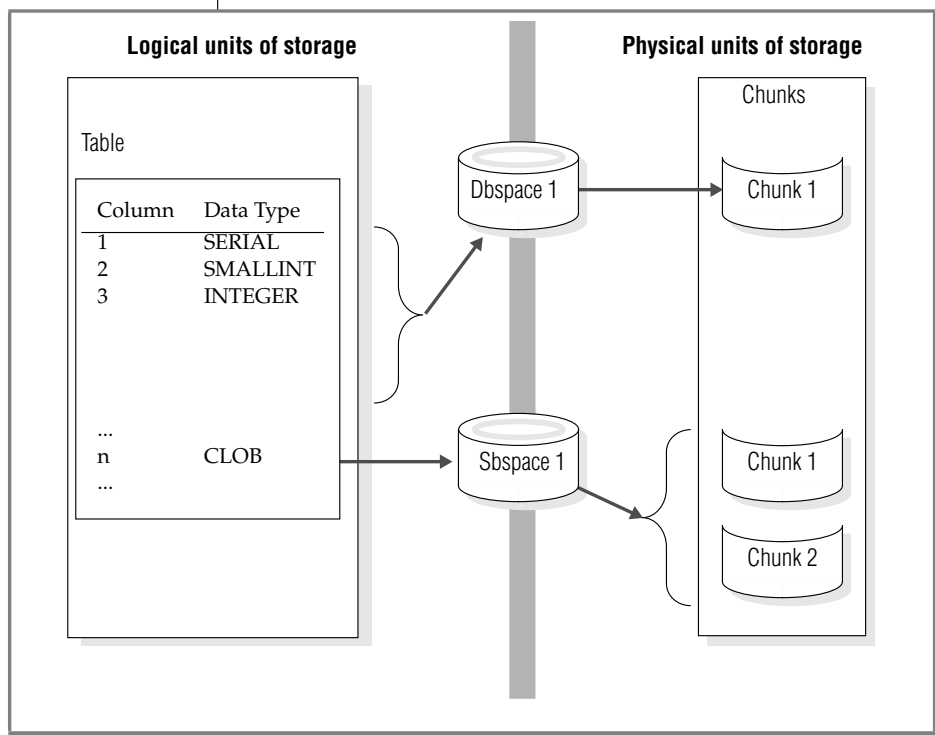 Logical units of storage
Physical units of storage
Table
Column Data Type
1 SERIAL
2 SMALLINT
3 INTEGER
...
n CLOB
...
Dbspace 1
Sbspace 1
Chunks
Chunk 1
Chunk 1
Chunk 2